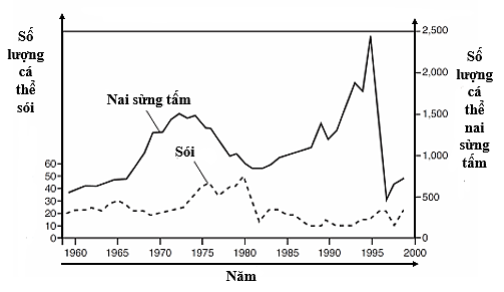 Số
lượng
cá
thể
sói
60
50
40
30
20
10
0
Nai sừng tấm
Sói
2,500
2,000
1,500
1,000
500
0
Số
lượng
cá
thể
nai
sừng
tấm
1960 1965 1970 1975 1980 1985 1990 1995 2000
Năm